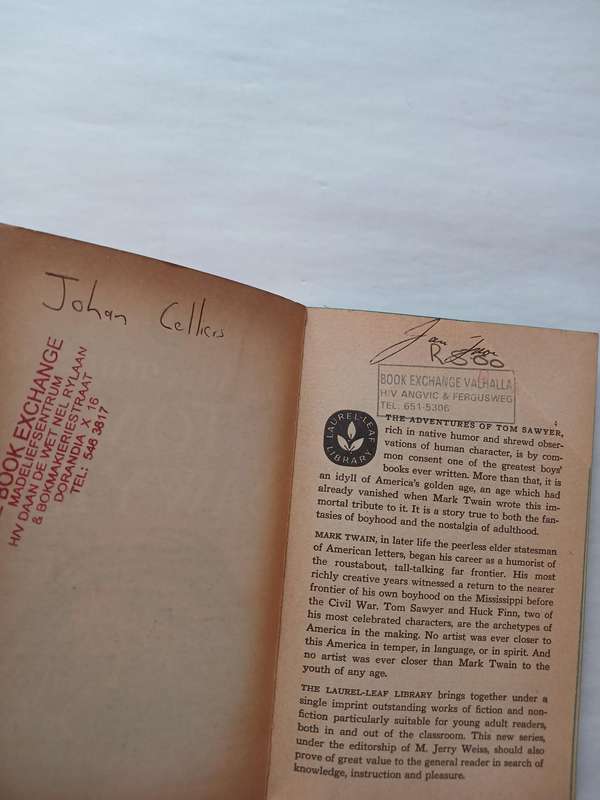 Johan Celliers
BOOK EXCHANGE
MADELIEFSENTRUM
H/V DAAN DE WET NEL RYLAAN
& BOKMAKIERIESTRAAT
DORANDIA X 16
TEL: 546 3817
Jan
BOOK EXCHANGE VALHALLA
H/V ANGVIC & FERGUSWEG
TEL: 651-5306
LAUREL-LEAF LIBRARY
THE ADVENTURES OF TOM SAWYER,
rich in native humor and shrewd obser-
vations of human character, is by com-
mon consent one of the greatest boys'
books ever written. More than that, it is
an idyll of America's golden age, an age which had
already vanished when Mark Twain wrote this im-
mortal tribute to it. It is a story true to both the fan-
tasies of boyhood and the nostalgia of adulthood.
MARK TWAIN, in later life the peerless elder statesman
of American letters, began his career as a humorist of
the roustabout, tall-talking far frontier. His most
richly creative years witnessed a return to the nearer
frontier of his own boyhood on the Mississippi before
the Civil War. Tom Sawyer and Huck Finn, two of
his most celebrated characters, are the archetypes of
America in the making. No artist was ever closer to
this America in temper, in language, or in spirit. And
no artist was ever closer than Mark Twain to the
youth of any age.
THE LAUREL-LEAF LIBRARY brings together under a
single imprint outstanding works of fiction and non-
fiction particularly suitable for young adult readers,
both in and out of the classroom. This new series,
under the editorship of M. Jerry Weiss, should also
prove of great value to the general reader in search of
knowledge, instruction and pleasure.